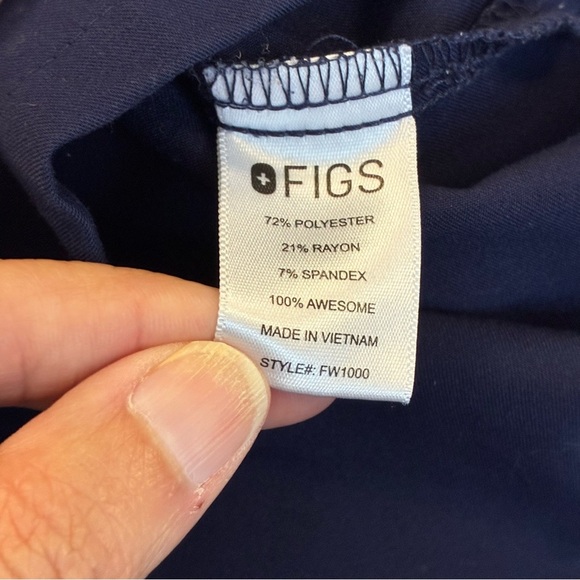 FIGS
72% POLYESTER
21% RAYON
7% SPANDEX
100% AWESOME
MADE IN VIETNAM
STYLE#: FW1000